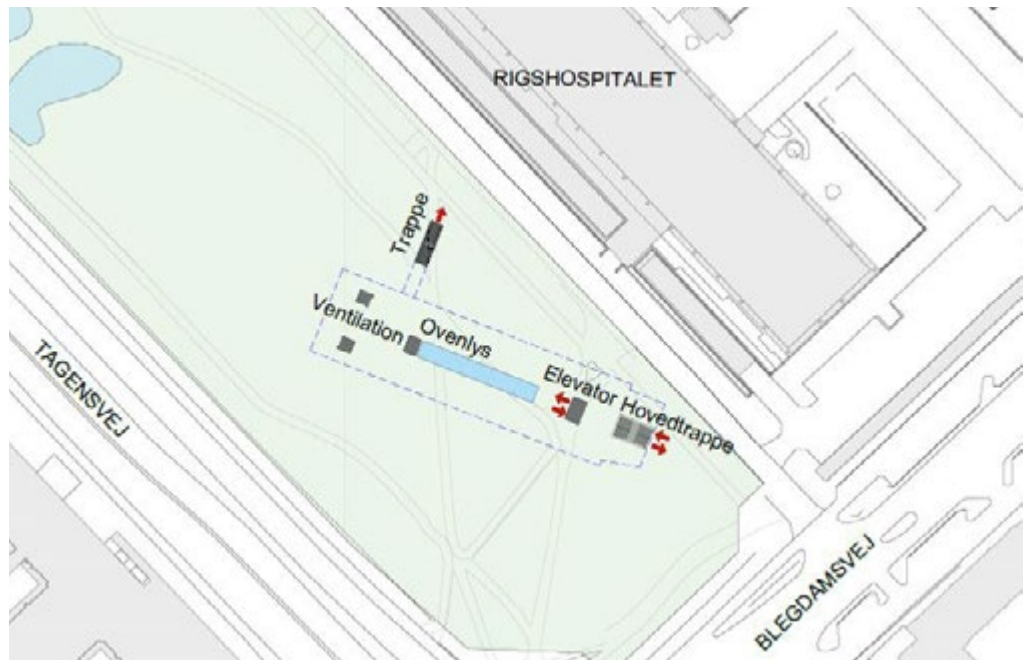 RIGSHOSPITALET
Trappe
Ventilation
Ovenlys
Elevator
Hovedtrappe
TAGENSVEJ
BLEGDAMSVEJ